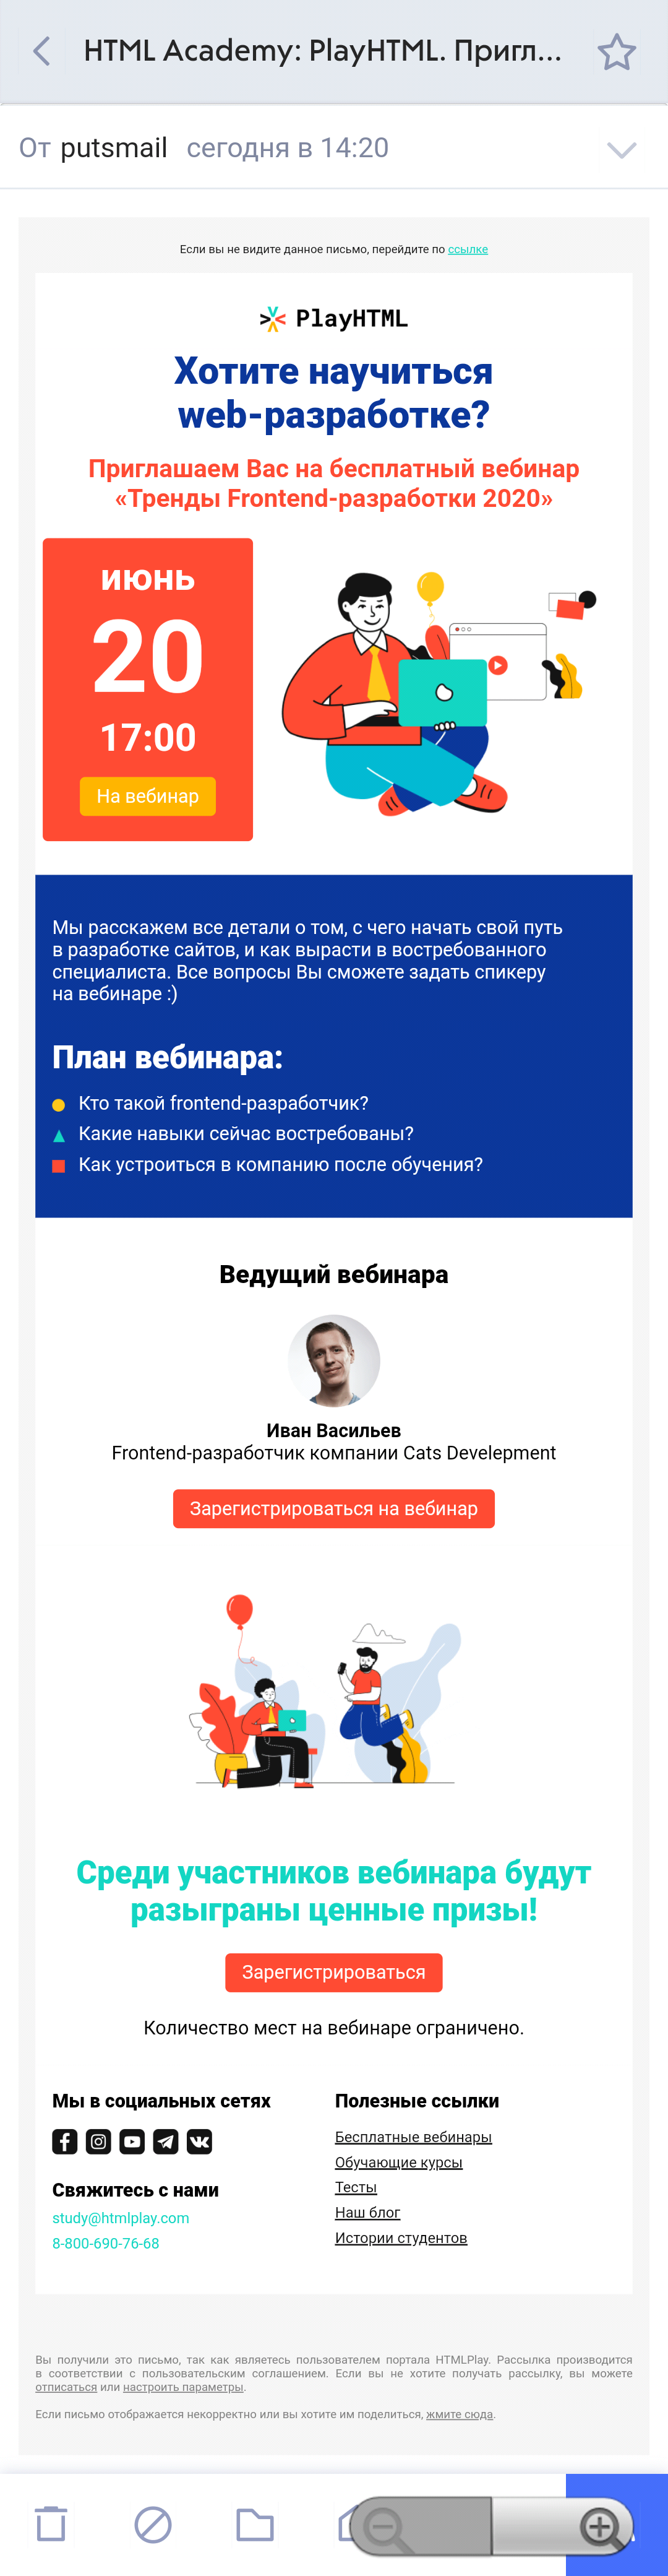 HTML Academy: PlayHTML. Пригл...
От putsmail сегодня в 14:20
Если вы не видите данное письмо, перейдите по ссылке
PlayHTML
Хотите научиться
web-разработке?
Приглашаем Вас на бесплатный вебинар
«Тренды Frontend-разработки 2020»
июнь
20
17:00
На вебинар
Мы расскажем все детали о том, с чего начать свой путь
в разработке сайтов, и как вырасти в востребованного
специалиста. Все вопросы Вы сможете задать спикеру
на вебинаре :)
План вебинара:
Кто такой frontend-разработчик?
Какие навыки сейчас востребованы?
Как устроиться в компанию после обучения?
Ведущий вебинара
Иван Васильев
Frontend-разработчик компании Cats Develepment
Зарегистрироваться на вебинар
Среди участников вебинара будут
разыграны ценные призы!
Зарегистрироваться
Количество мест на вебинаре ограничено.
Мы в социальных сетях
Свяжитесь с нами
study@htmlplay.com
8-800-690-76-68
Полезные ссылки
Бесплатные вебинары
Обучающие курсы
Тесты
Наш блог
Истории студентов
Вы получили это письмо, так как являетесь пользователем портала HTMLPlay. Рассылка производится
в соответствии с пользовательским соглашением. Если вы не хотите получать рассылку, вы можете
отписаться или настроить параметры.
Если письмо отображается некорректно или вы хотите им поделиться, жмите сюда.